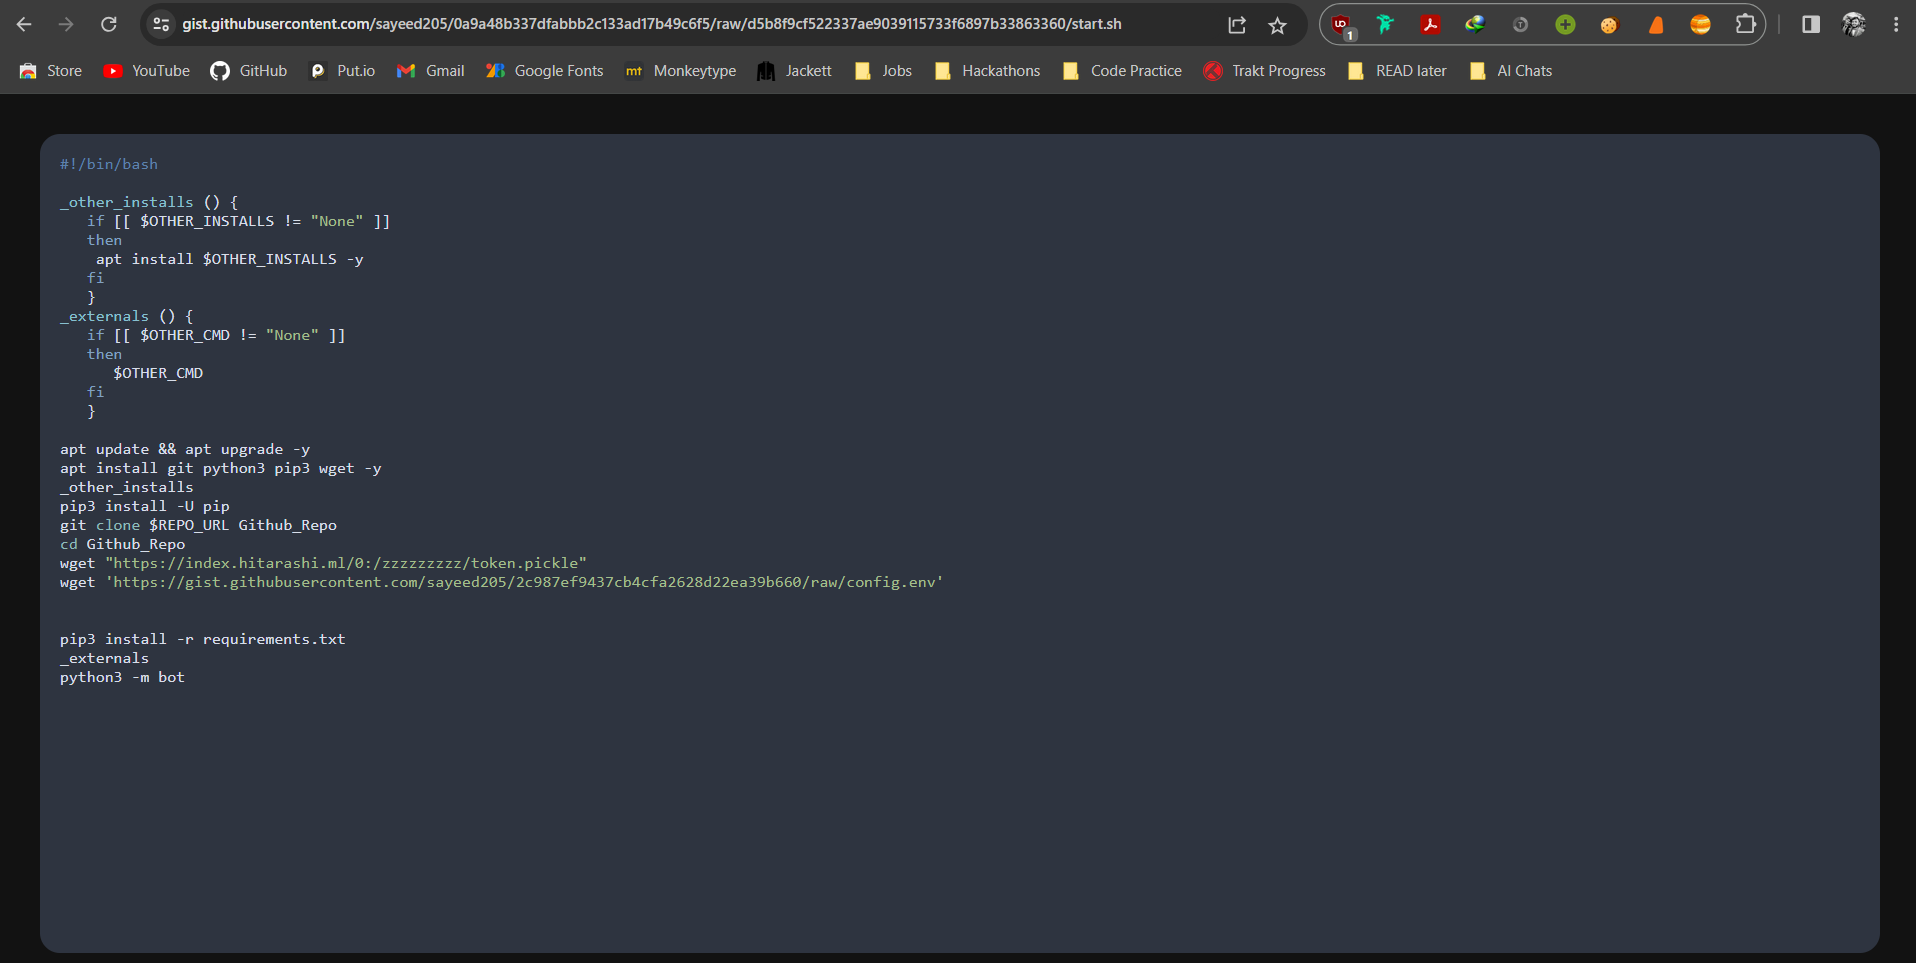 gist.githubusercontent.com/sayeed205/0a9a48b337dfabbb2c133ad17b49c6f5/raw/d5b8f9cf522337ae9039115733f6897b33863360/start.sh
UD 1
T
Store YouTube GitHub Put.io Gmail Google Fonts mt Monkeytype Jackett Jobs Hackathons Code Practice Trakt Progress READ later AI Chats
#!/bin/bash
_other_installs () {
if [[ $OTHER_INSTALLS != "None" ]]
then
apt install $OTHER_INSTALLS -y
fi
}
_externals () {
if [[ $OTHER_CMD != "None" ]]
then
$OTHER_CMD
fi
}
apt update && apt upgrade -y
apt install git python3 pip3 wget -y
_other_installs
pip3 install -U pip
git clone $REPO_URL Github_Repo
cd Github_Repo
wget "https://index.hitarashi.ml/0:/zzzzzzzzz/token.pickle"
wget 'https://gist.githubusercontent.com/sayeed205/2c987ef9437cb4cfa2628d22ea39b660/raw/config.env'
pip3 install -r requirements.txt
_externals
python3 -m bot